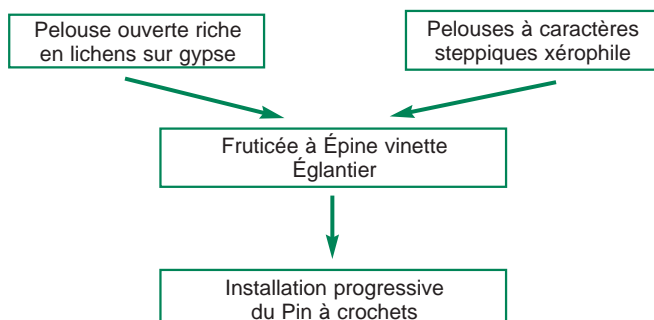 Pelouse ouverte riche
en lichens sur gypse
Pelouses à caractères
steppiques xérophile
Fruticée à Épine vinette
Églantier
Installation progressive
du Pin à crochets